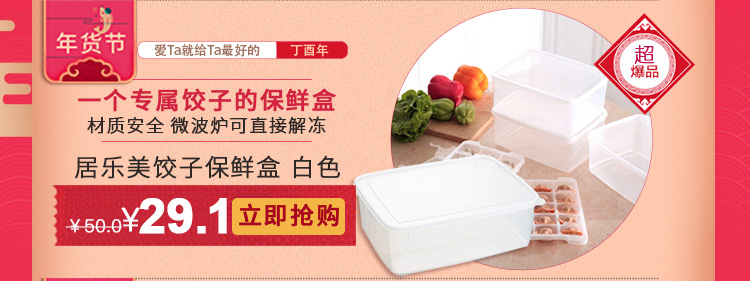 年货节
爱Ta就给Ta最好的 丁酉年
一个专属饺子的保鲜盒
材质安全 微波炉可直接解冻
居乐美饺子保鲜盒 白色
¥50.0 ¥29.1 立即抢购
超
爆品